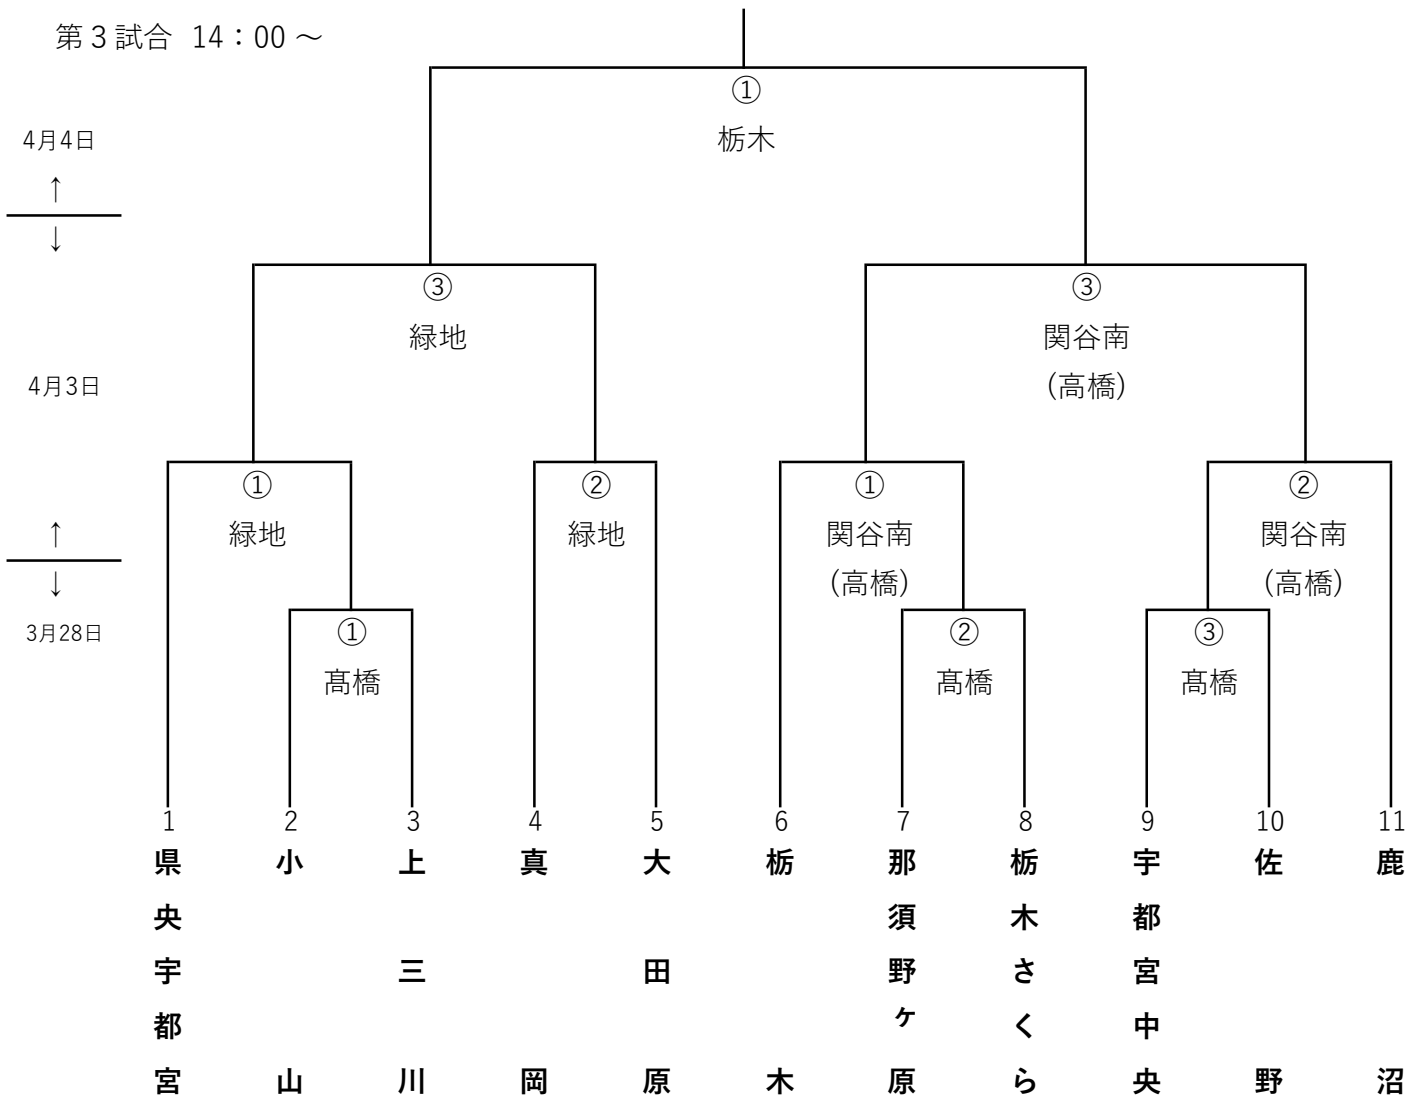 第３試合 14：00～
①
栃木
4月4日
↑
↓
③
緑地
③
関谷南
(高橋)
4月3日
①
緑地
②
緑地
①
関谷南
(高橋)
②
関谷南
(高橋)
↑
↓
3月28日
①
髙橋
②
髙橋
③
髙橋
1 2 3 4 5 6 7 8 9 10 11
県央宇都宮
小山
上三川
真岡
大田原
栃木
那須野ヶ原
栃木さくら
宇都宮中央
佐野
鹿沼